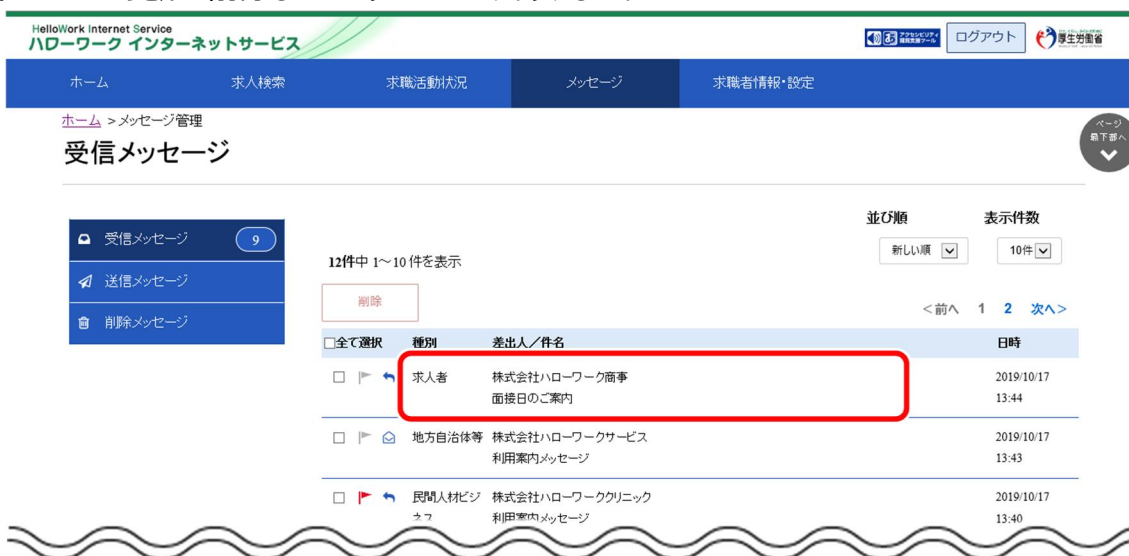 HelloWork Internet Service
ハローワーク インターネットサービス
ログアウト
厚生労働省
ホーム 求人検索 求職活動状況 メッセージ 求職者情報・設定
ホーム >メッセージ管理
ページ
最下部へ
受信メッセージ
並び順 表示件数
受信メッセージ 9
新しい順 10件
12件中 1～10 件を表示
送信メッセージ
削除
削除メッセージ
<前へ 1 2 次へ>
全て選択 種別 差出人／件名 日時
求人者 株式会社ハローワーク商事 2019/10/17
面接日のご案内 13:44
地方自治体等 株式会社ハローワークサービス 2019/10/17
利用案内メッセージ 13:43
民間人材ビジ 株式会社ハローワーククリニック 2019/10/17
ネス 利用案内メッセージ 13:40